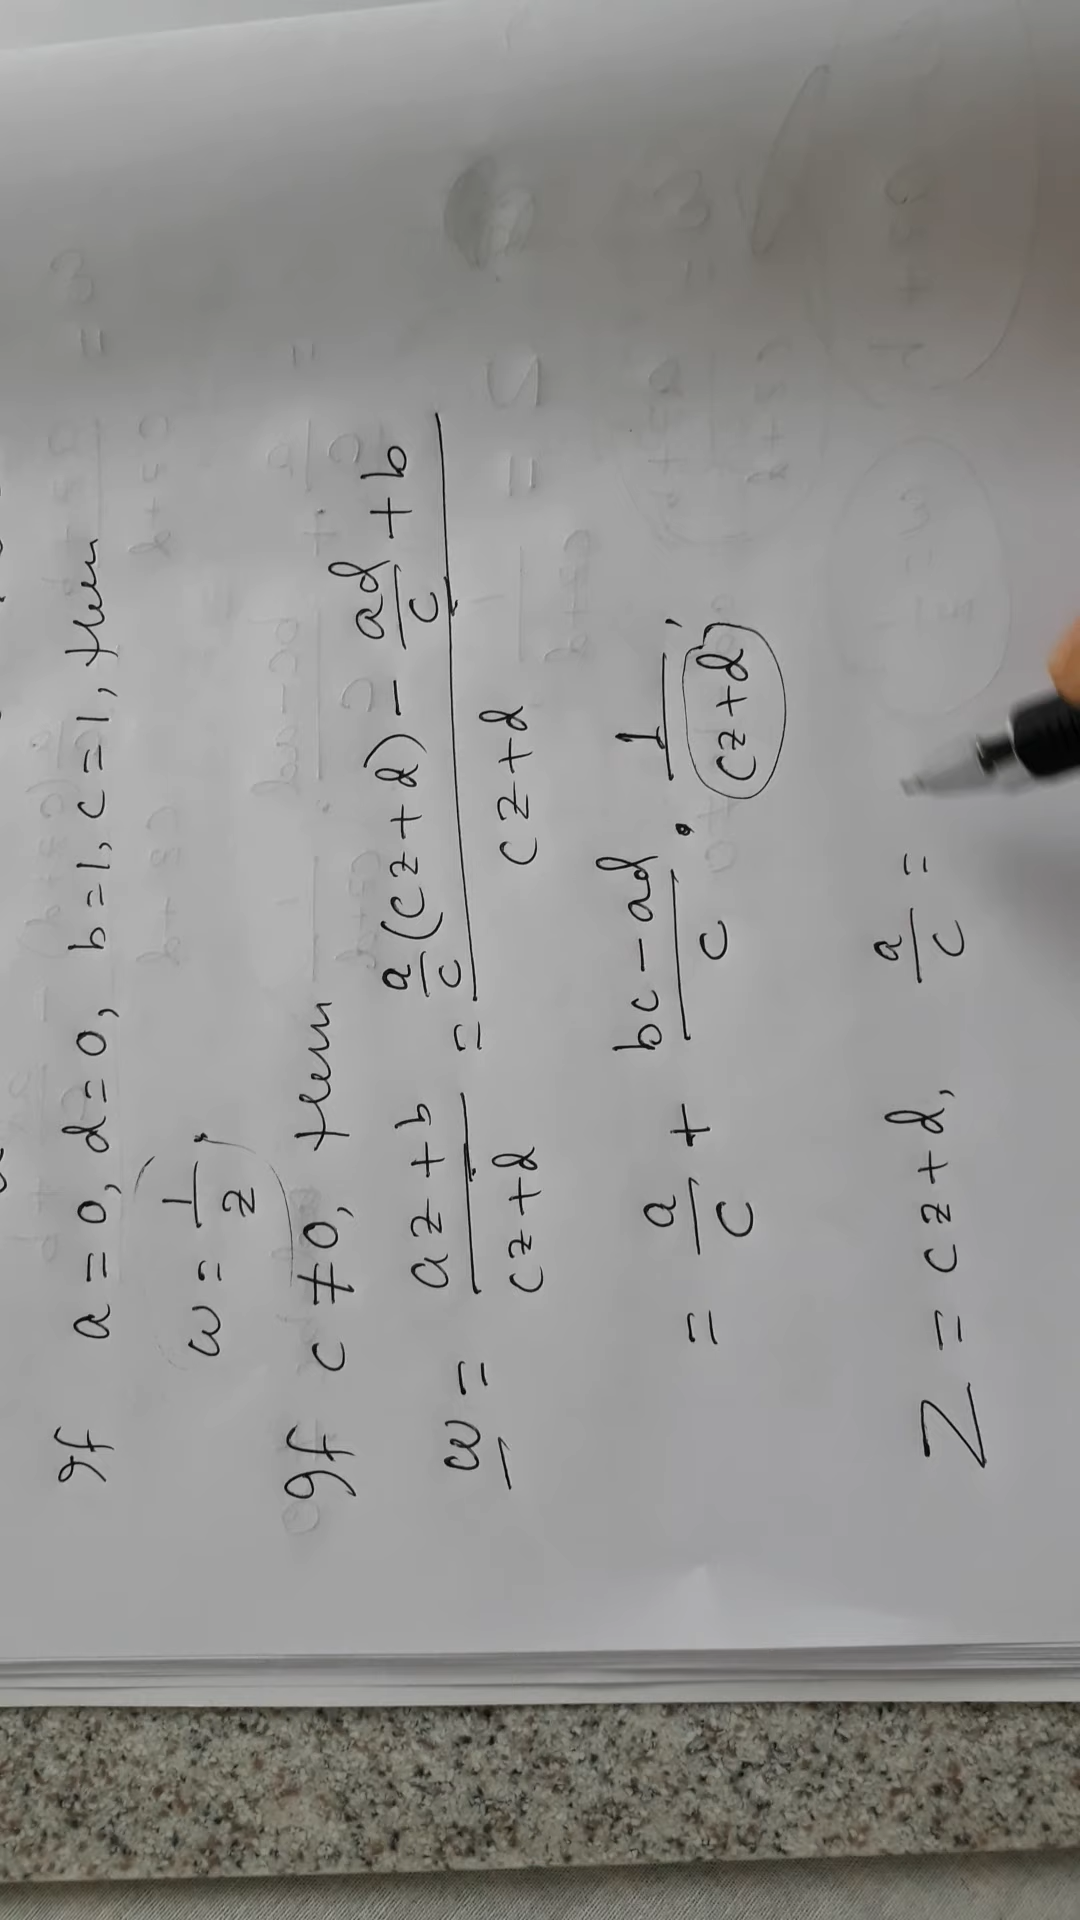 If a = 0, d = 0, b = 1, c = 1, then
ω = 1/z,
If c ≠ 0, then
ω = (az + b)/(cz + d) = (a/c (cz + d) - ad/c + b)/(cz + d)
= a/c + (bc - ad)/c · 1/(cz + d),
Z = cz + d, a/c =